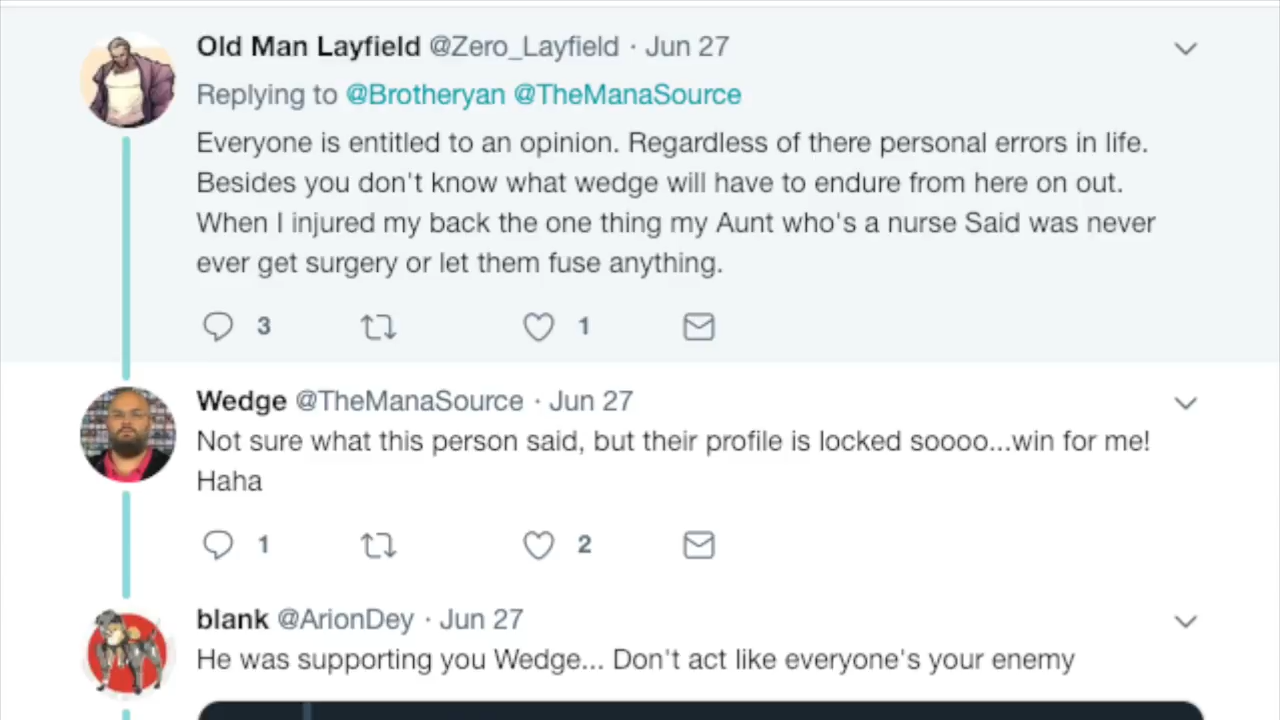 Old Man Layfield @Zero_Layfield · Jun 27
Replying to @Brotheryan @TheManaSource
Everyone is entitled to an opinion. Regardless of there personal errors in life.
Besides you don't know what wedge will have to endure from here on out.
When I injured my back the one thing my Aunt who's a nurse Said was never
ever get surgery or let them fuse anything.
3 1
Wedge @TheManaSource · Jun 27
Not sure what this person said, but their profile is locked soooo...win for me!
Haha
1 2
blank @ArionDey · Jun 27
He was supporting you Wedge... Don't act like everyone's your enemy